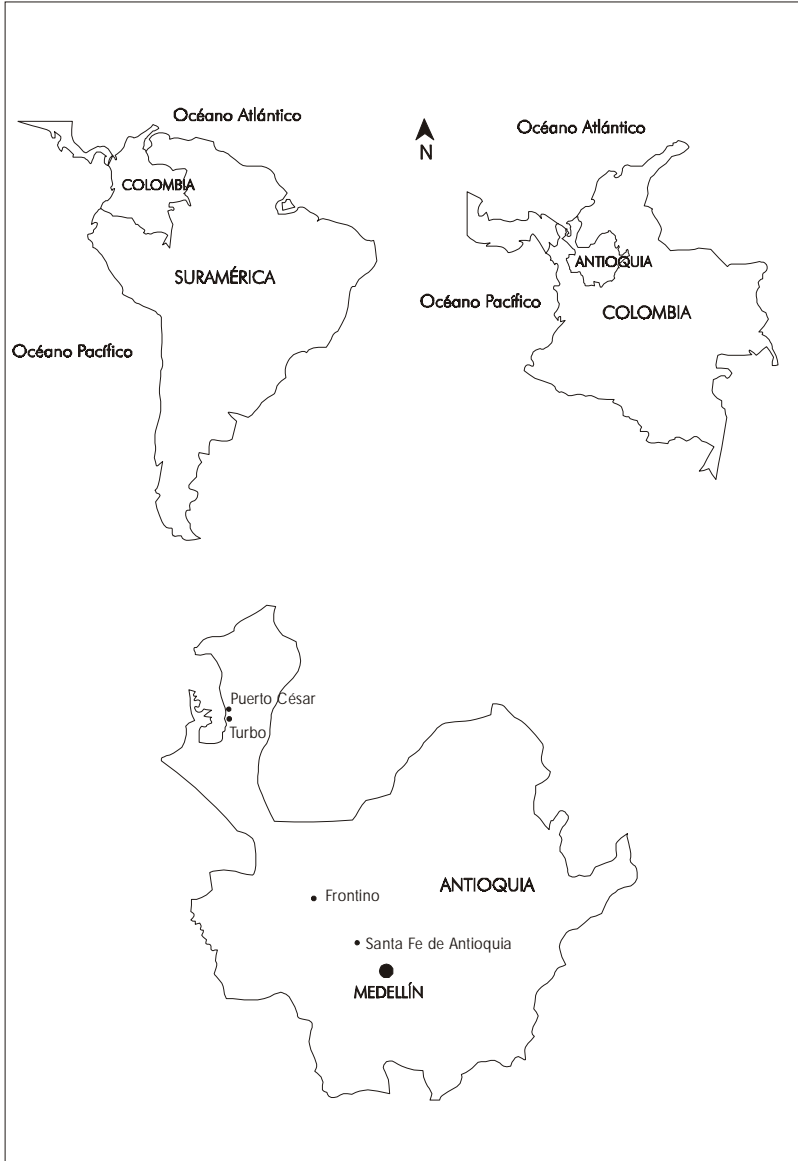 Océano Atlántico
COLOMBIA
SURAMÉRICA
Océano Pacífico
N
Océano Atlántico
ANTIOQUIA
Océano Pacífico
COLOMBIA
Puerto César
Turbo
ANTIOQUIA
Frontino
Santa Fe de Antioquia
MEDELLÍN